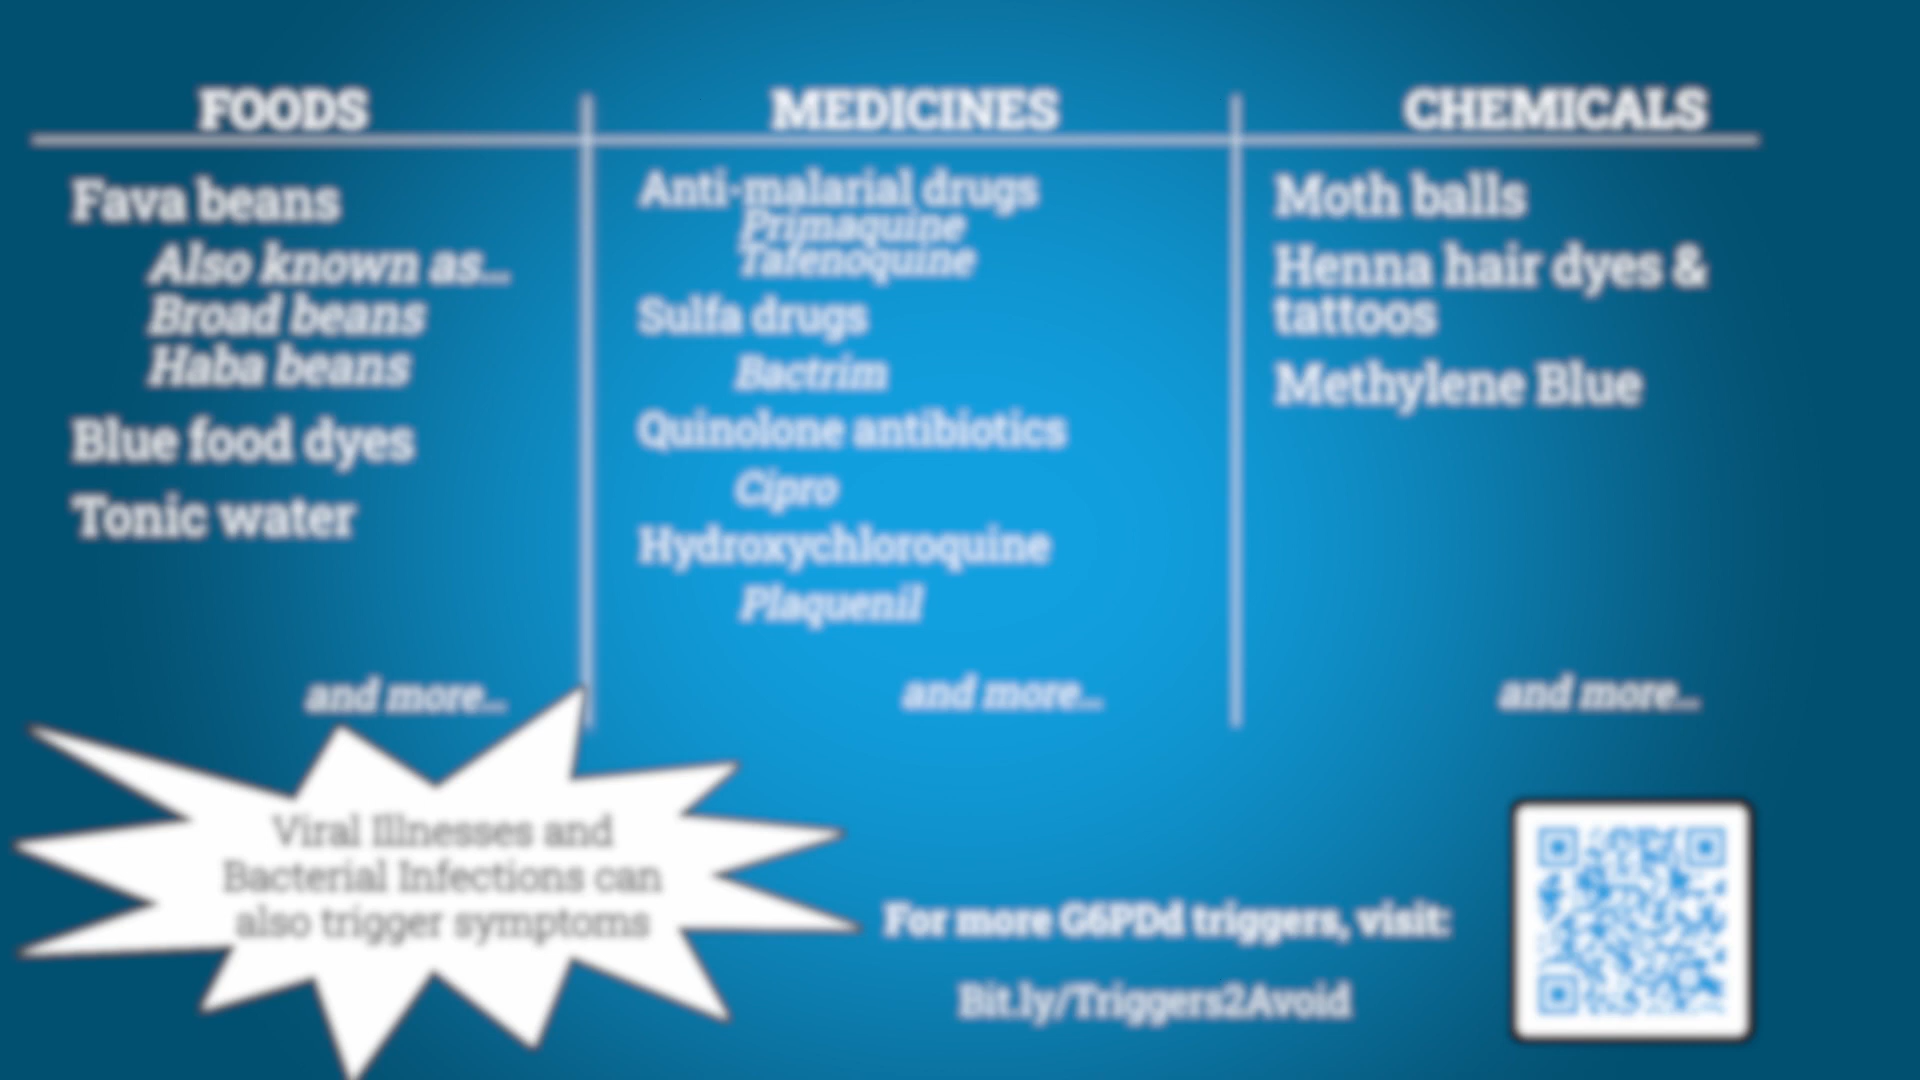 FOODS
Fava beans
Also known as...
Broad beans
Haba beans
Blue food dyes
Tonic water
and more...
MEDICINES
Anti-malarial drugs
Primaquine
Tafenoquine
Sulfa drugs
Bactrim
Quinolone antibiotics
Cipro
Hydroxychloroquine
Plaquenil
and more...
CHEMICALS
Moth balls
Henna hair dyes &
tattoos
Methylene Blue
and more...
Viral Illnesses and
Bacterial Infections can
also trigger symptoms
For more G6PDd triggers, visit:
Bit.ly/Triggers2Avoid